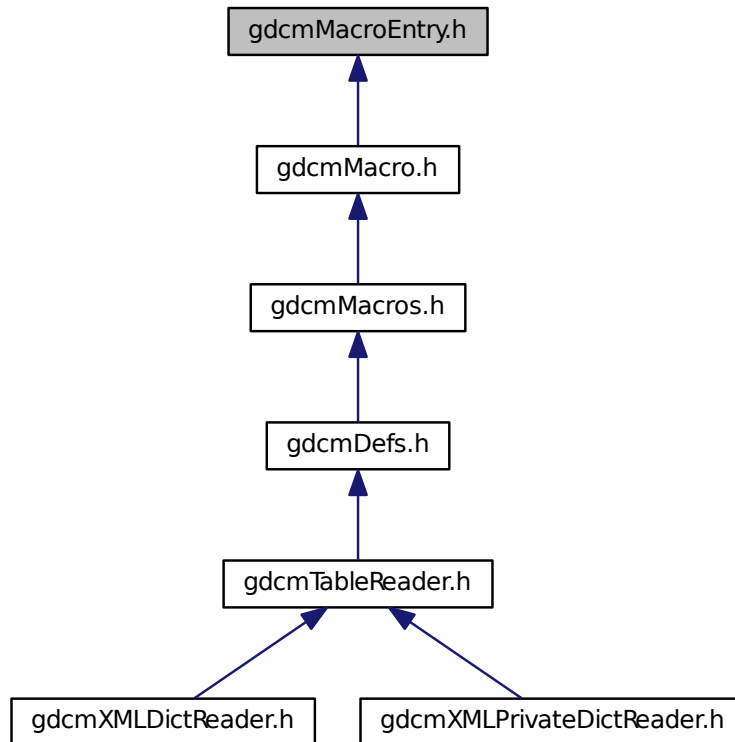 gdcmMacroEntry.h
gdcmMacro.h
gdcmMacros.h
gdcmDefs.h
gdcmTableReader.h
gdcmXMLDictReader.h
gdcmXMLPrivateDictReader.h